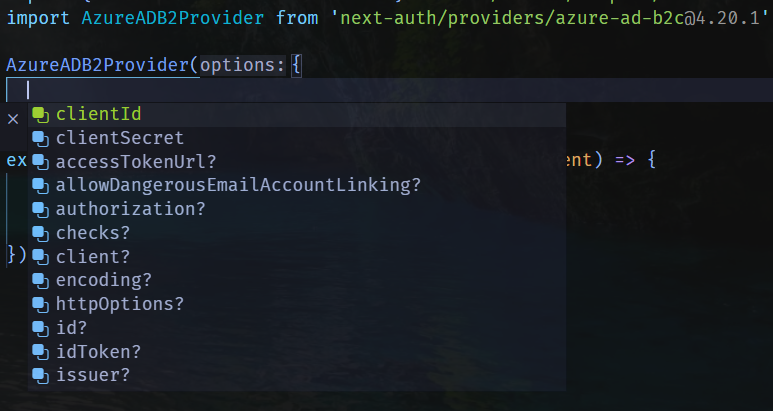 import AzureADB2Provider from 'next-auth/providers/azure-ad-b2c@4.20.1'
AzureADB2Provider(options:{
clientId
clientSecret
ex accessTokenUrl? ent) => {
allowDangerousEmailAccountLinking?
authorization?
checks?
}) client?
encoding?
httpOptions?
id?
idToken?
issuer?